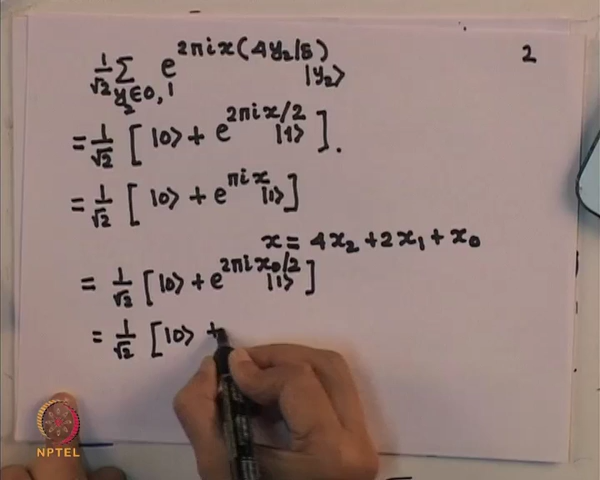 1/√2 Σ_{y₂∈0,1} e^{2πix(4y₂/8)} |y₂⟩
2
= 1/√2 [ |0⟩ + e^{2πix/2} |1⟩ ].
= 1/√2 [ |0⟩ + e^{πix} |1⟩ ]
x = 4x₂ + 2x₁ + x₀
= 1/√2 [ |0⟩ + e^{2πix₀/2} |1⟩ ]
= 1/√2 [ |0⟩ +
NPTEL